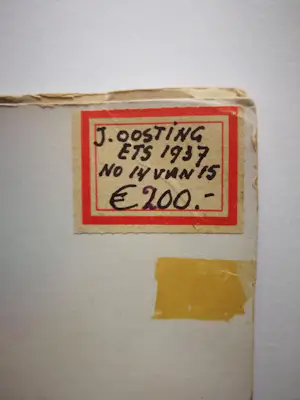 J. OOSTING
ETS 1937
NO 14 VAN 15
€ 200.-